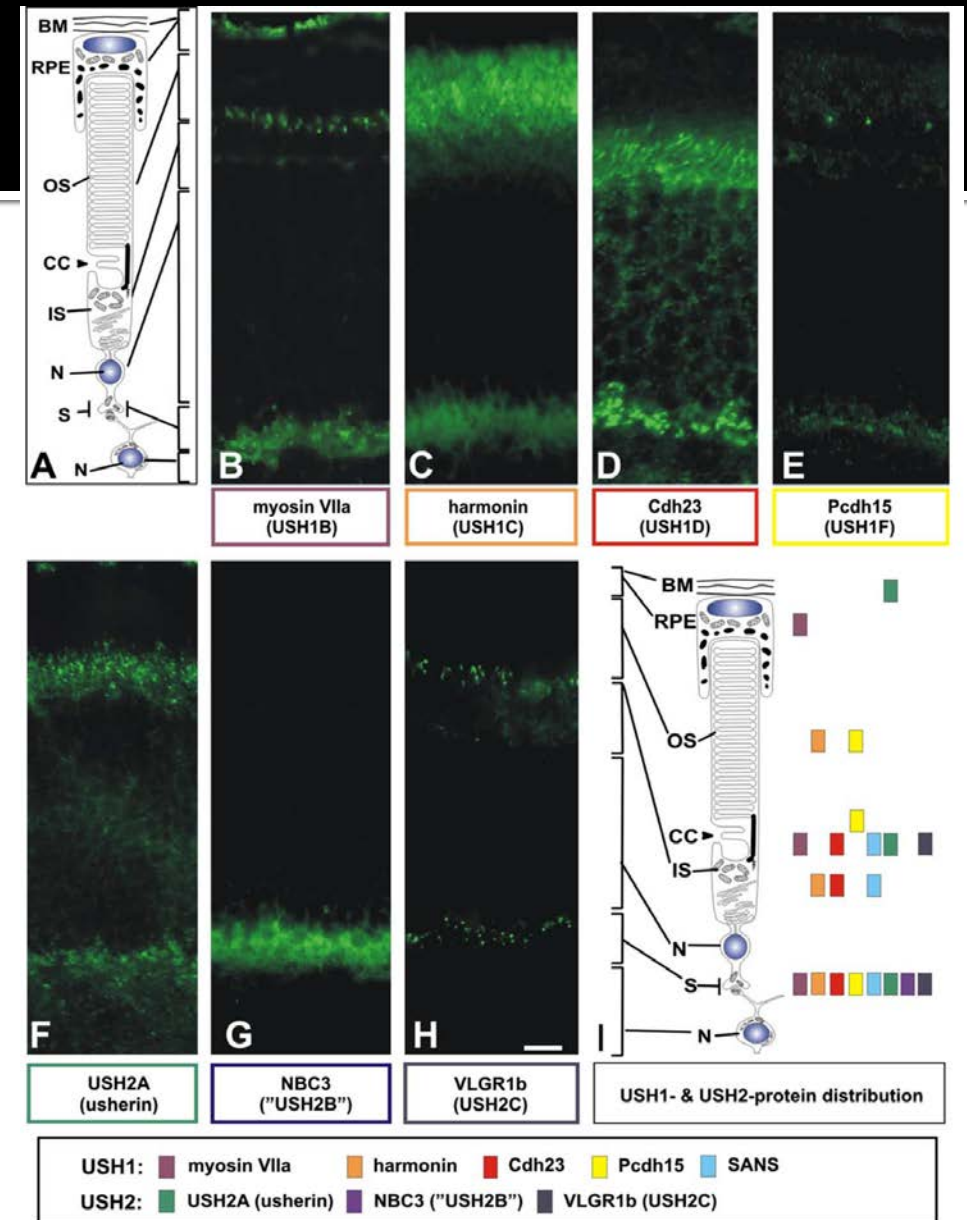 BM
RPE
OS
CC
IS
N
S
N
A
B
C
D
E
myosin VIIa
(USH1B)
harmonin
(USH1C)
Cdh23
(USH1D)
Pcdh15
(USH1F)
BM
RPE
OS
CC
IS
N
S
N
F
G
H
I
USH2A
(usherin)
NBC3
("USH2B")
VLGR1b
(USH2C)
USH1- & USH2-protein distribution
USH1: myosin VIIa harmonin Cdh23 Pcdh15 SANS
USH2: USH2A (usherin) NBC3 ("USH2B") VLGR1b (USH2C)